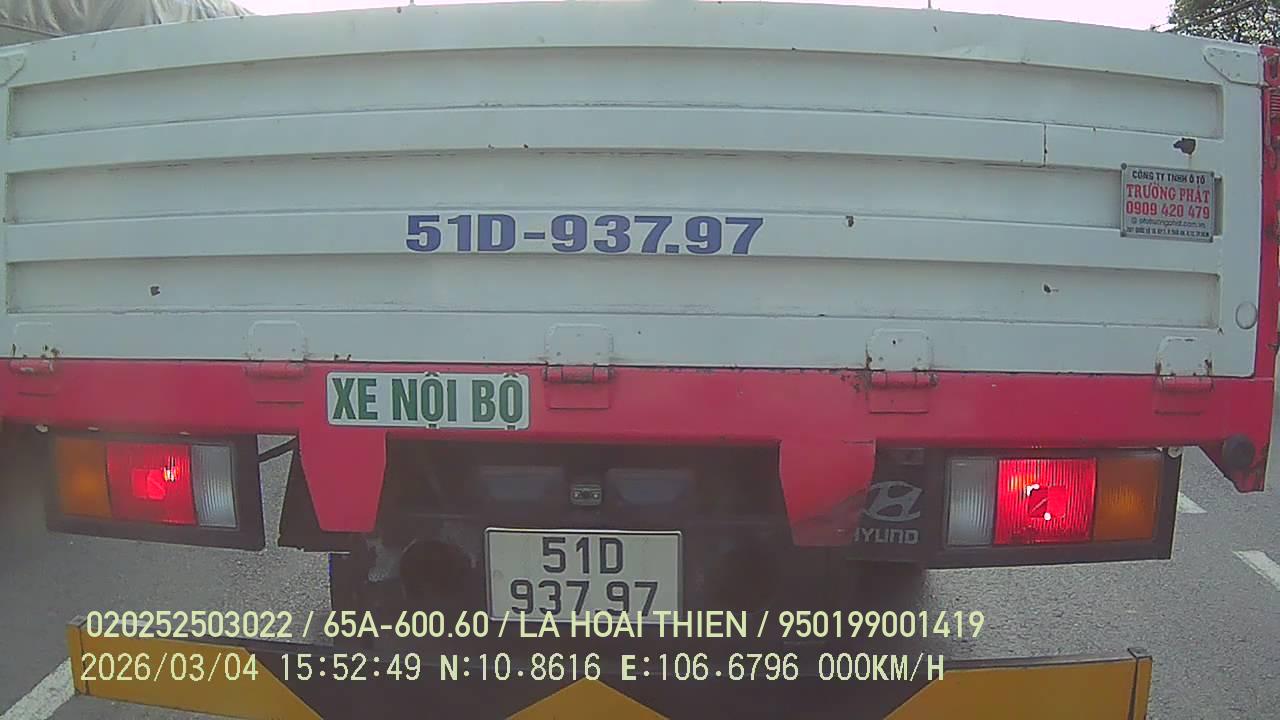 51D-937.97
CÔNG TY TNHH Ô TÔ
TRƯỜNG PHÁT
0909 420 479
XE NỘI BỘ
HYUND
51D
937.97
020252503022 / 65A-600.60 / LA HOAI THIEN / 950199001419
2026/03/04 15:52:49 N:10.8616 E:106.6796 000KM/H